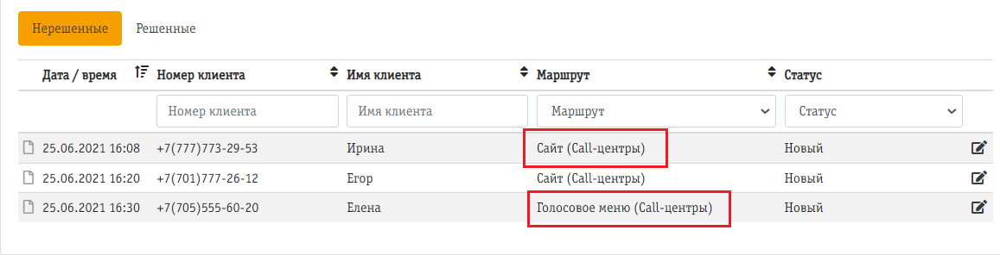 Нерешенные Решенные
Дата / время Номер клиента Имя клиента Маршрут Статус
Номер клиента Имя клиента Маршрут Статус
25.06.2021 16:08 +7(777)773-29-53 Ирина Сайт (Call-центры) Новый
25.06.2021 16:20 +7(701)777-26-12 Егор Сайт (Call-центры) Новый
25.06.2021 16:30 +7(705)555-60-20 Елена Голосовое меню (Call-центры) Новый